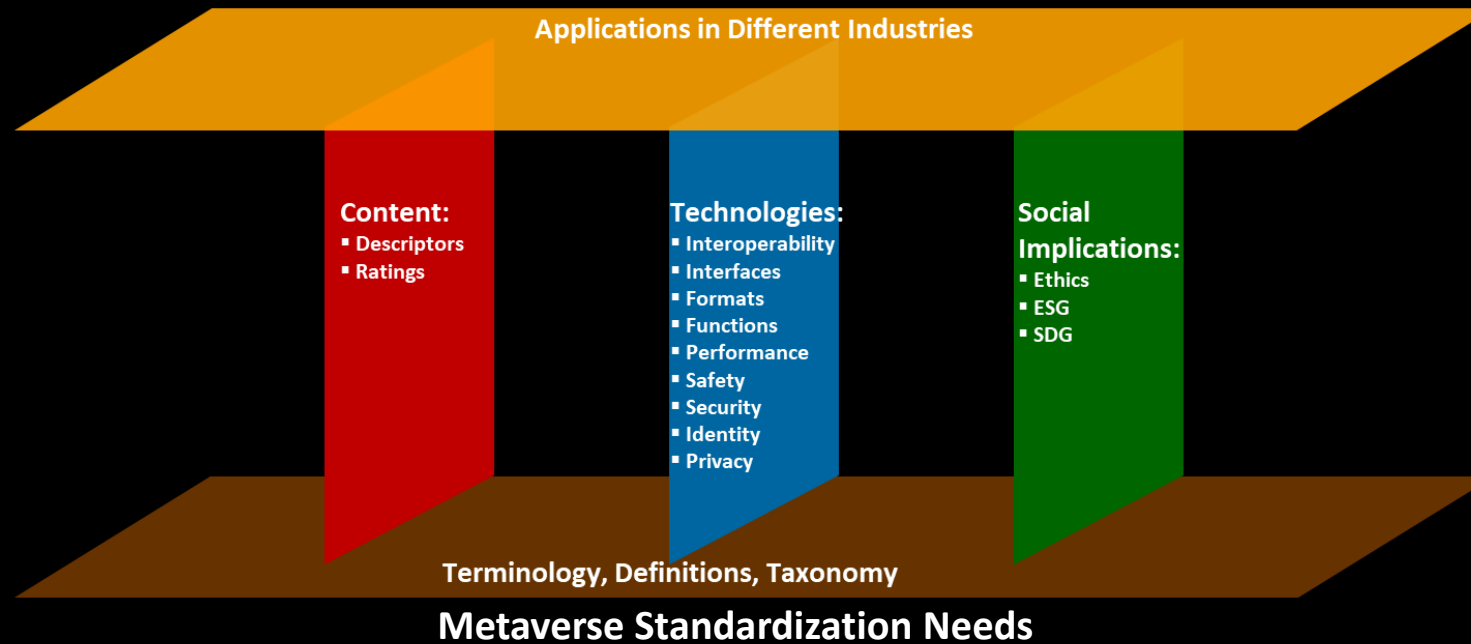 Applications in Different Industries
Content:
▪ Descriptors
▪ Ratings
Technologies:
▪ Interoperability
▪ Interfaces
▪ Formats
▪ Functions
▪ Performance
▪ Safety
▪ Security
▪ Identity
▪ Privacy
Social
Implications:
▪ Ethics
▪ ESG
▪ SDG
Terminology, Definitions, Taxonomy
Metaverse Standardization Needs